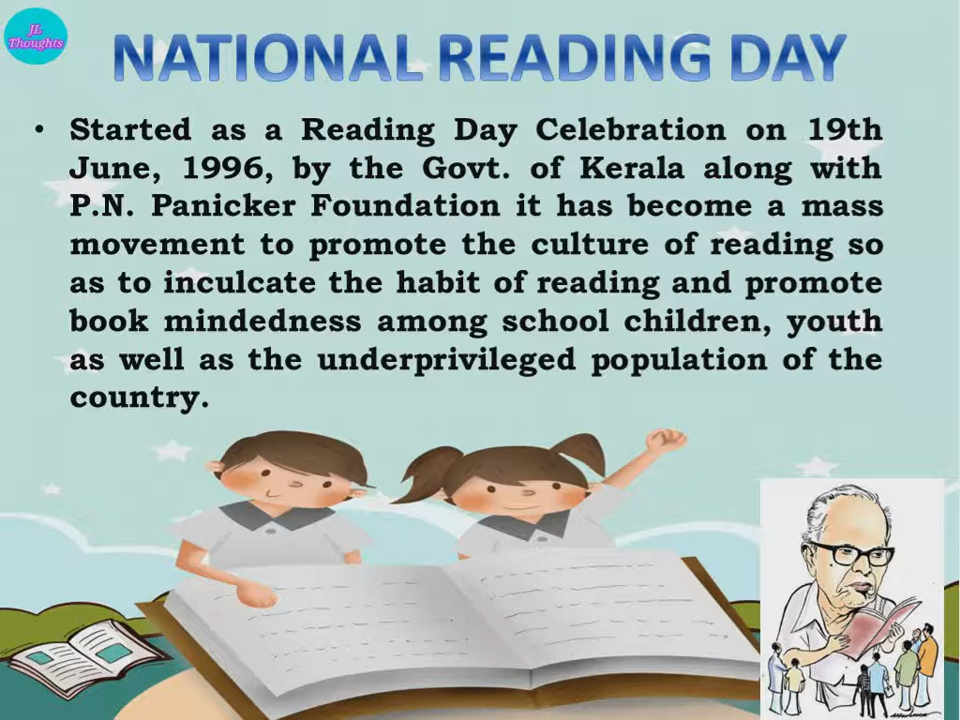 JL
Thoughts
NATIONAL READING DAY
• Started as a Reading Day Celebration on 19th
June, 1996, by the Govt. of Kerala along with
P.N. Panicker Foundation it has become a mass
movement to promote the culture of reading so
as to inculcate the habit of reading and promote
book mindedness among school children, youth
as well as the underprivileged population of the
country.